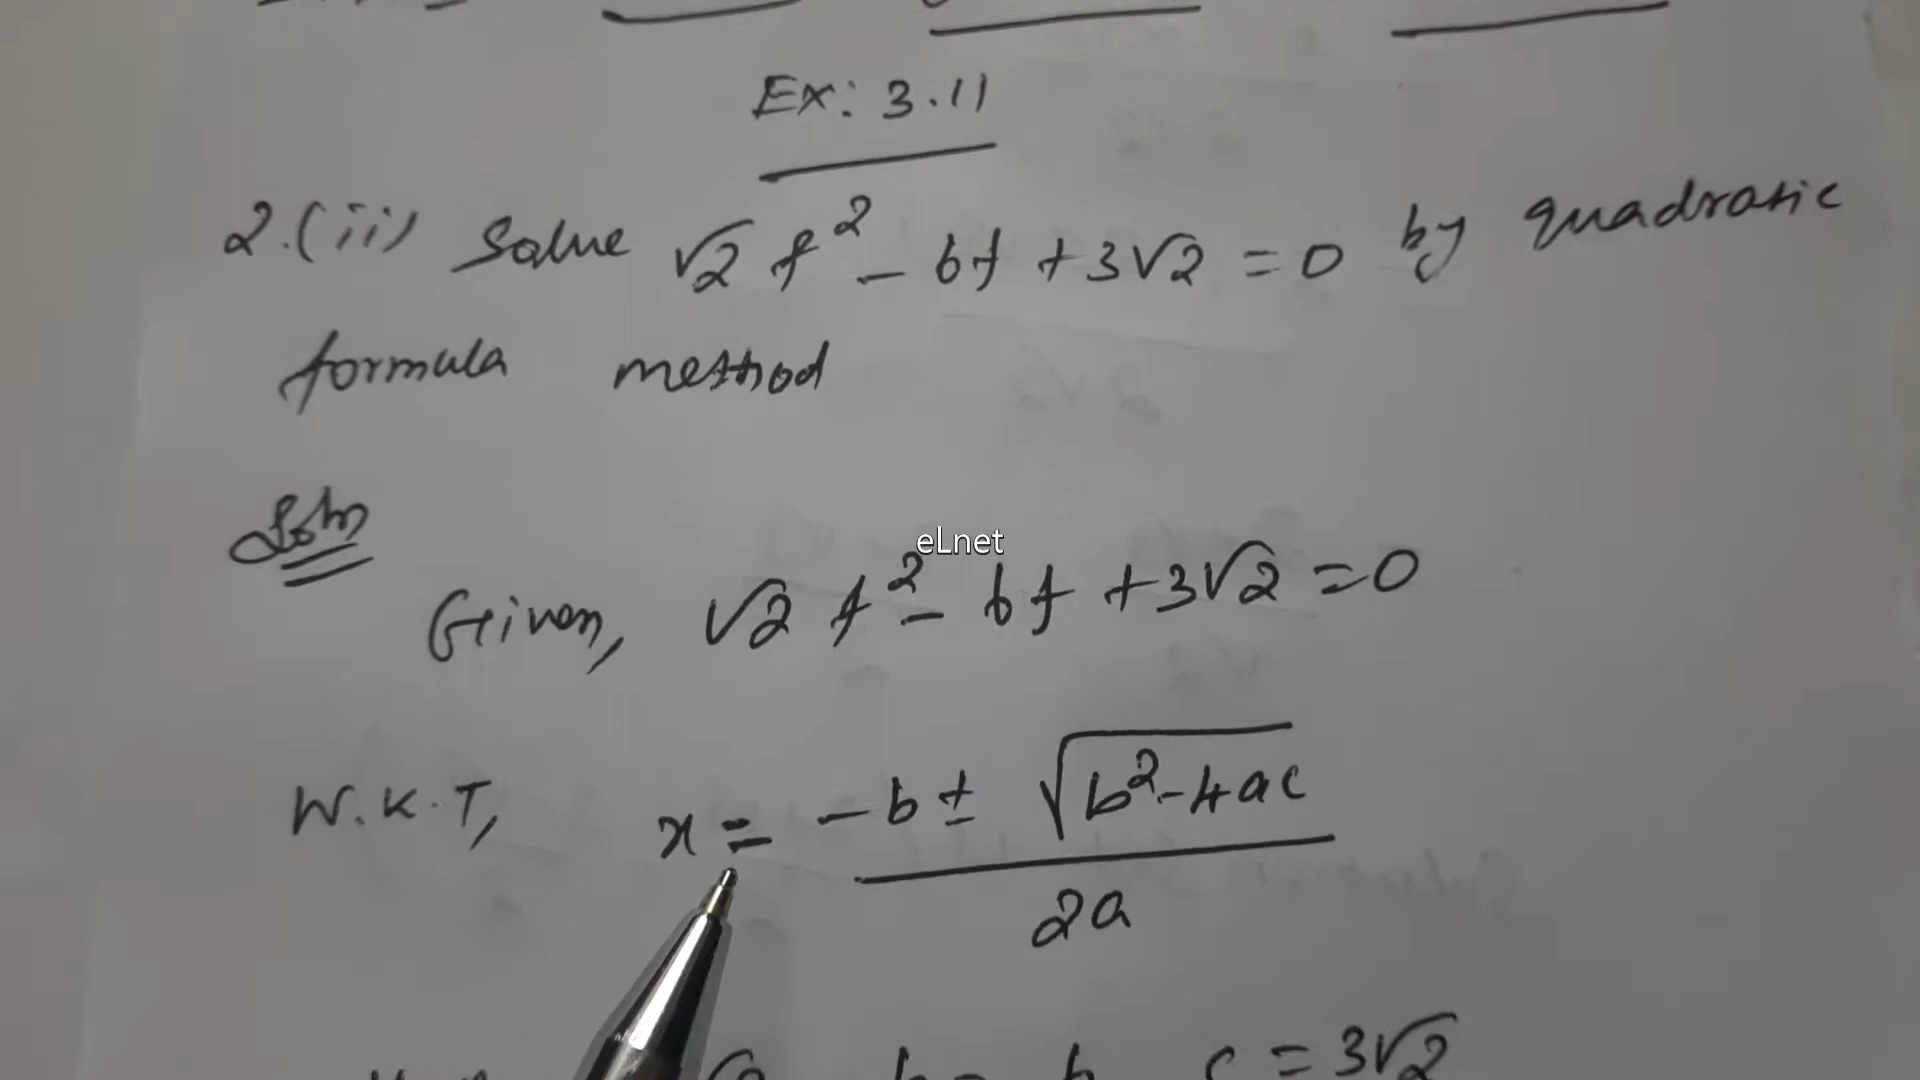 Ex: 3.11
2.(ii) Solve √2 f² - 6f + 3√2 = 0 by quadratic
formula method
Soln
eLnet
Given, √2 f² - 6f + 3√2 = 0
W.K.T, x = -b ± √b²-4ac
2a
c = 3√2